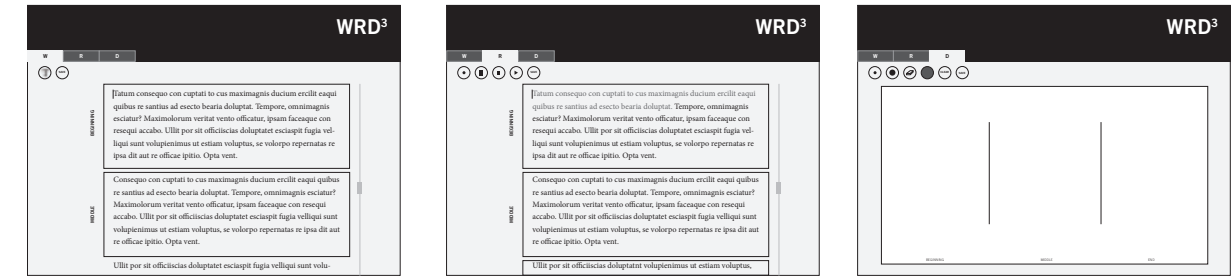 WRD³
W R D
BEGINNING
Tatum consequo con cuptati to cus maximagnis ducium ercilit eaqui
quibus re santius ad esecto bearia doluptat. Tempore, omnimagnis
esciatur? Maximolorum veritat vento officatur, ipsam faceaque con
resequi accabo. Ullit por sit officiiscias doluptatet esciaspit fugia vel-
liqui sunt volupienimus ut estiam voluptus, se volorpo repernatas re
ipsa dit aut re officae ipitio. Opta vent.
MIDDLE
Consequo con cuptati to cus maximagnis ducium ercilit eaqui quibus
re santius ad esecto bearia doluptat. Tempore, omnimagnis esciatur?
Maximolorum veritat vento officatur, ipsam faceaque con resequi
accabo. Ullit por sit officiiscias doluptatet esciaspit fugia velliqui sunt
volupienimus ut estiam voluptus, se volorpo repernatas re ipsa dit aut
re officae ipitio. Opta vent.
Ullit por sit officiiscias doluptatet esciaspit fugia velliqui sunt volu-
WRD³
W R D
BEGINNING
Tatum consequo con cuptati to cus maximagnis ducium ercilit eaqui
quibus re santius ad esecto bearia doluptat. Tempore, omnimagnis
esciatur? Maximolorum veritat vento officatur, ipsam faceaque con
resequi accabo. Ullit por sit officiiscias doluptatet esciaspit fugia vel-
liqui sunt volupienimus ut estiam voluptus, se volorpo repernatas re
ipsa dit aut re officae ipitio. Opta vent.
MIDDLE
Consequo con cuptati to cus maximagnis ducium ercilit eaqui quibus
re santius ad esecto bearia doluptat. Tempore, omnimagnis esciatur?
Maximolorum veritat vento officatur, ipsam faceaque con resequi
accabo. Ullit por sit officiiscias doluptatet esciaspit fugia velliqui sunt
volupienimus ut estiam voluptus, se volorpo repernatas re ipsa dit aut
re officae ipitio. Opta vent.
Ullit por sit officiiscias doluptatnt volupienimus ut estiam voluptus,
WRD³
W R D
BEGINNING MIDDLE END